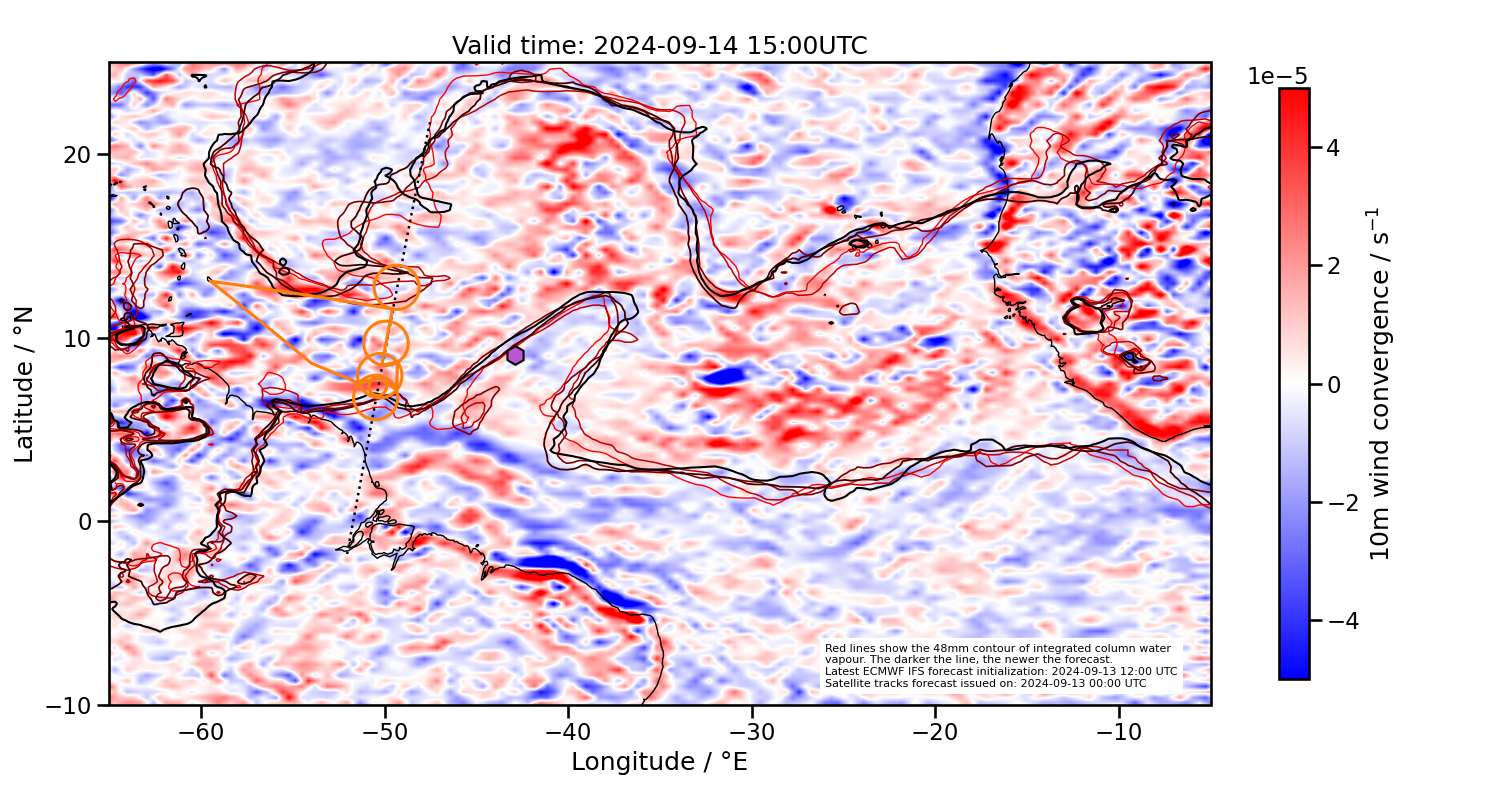 Valid time: 2024-09-14 15:00UTC
1e−5
20
10
0
−10
Latitude / °N
−60
−50
−40
−30
−20
−10
Longitude / °E
4
2
0
−2
−4
10m wind convergence / s⁻¹
Red lines show the 48mm contour of integrated column water
vapour. The darker the line, the newer the forecast.
Latest ECMWF IFS forecast initialization: 2024-09-13 12:00 UTC
Satellite tracks forecast issued on: 2024-09-13 00:00 UTC